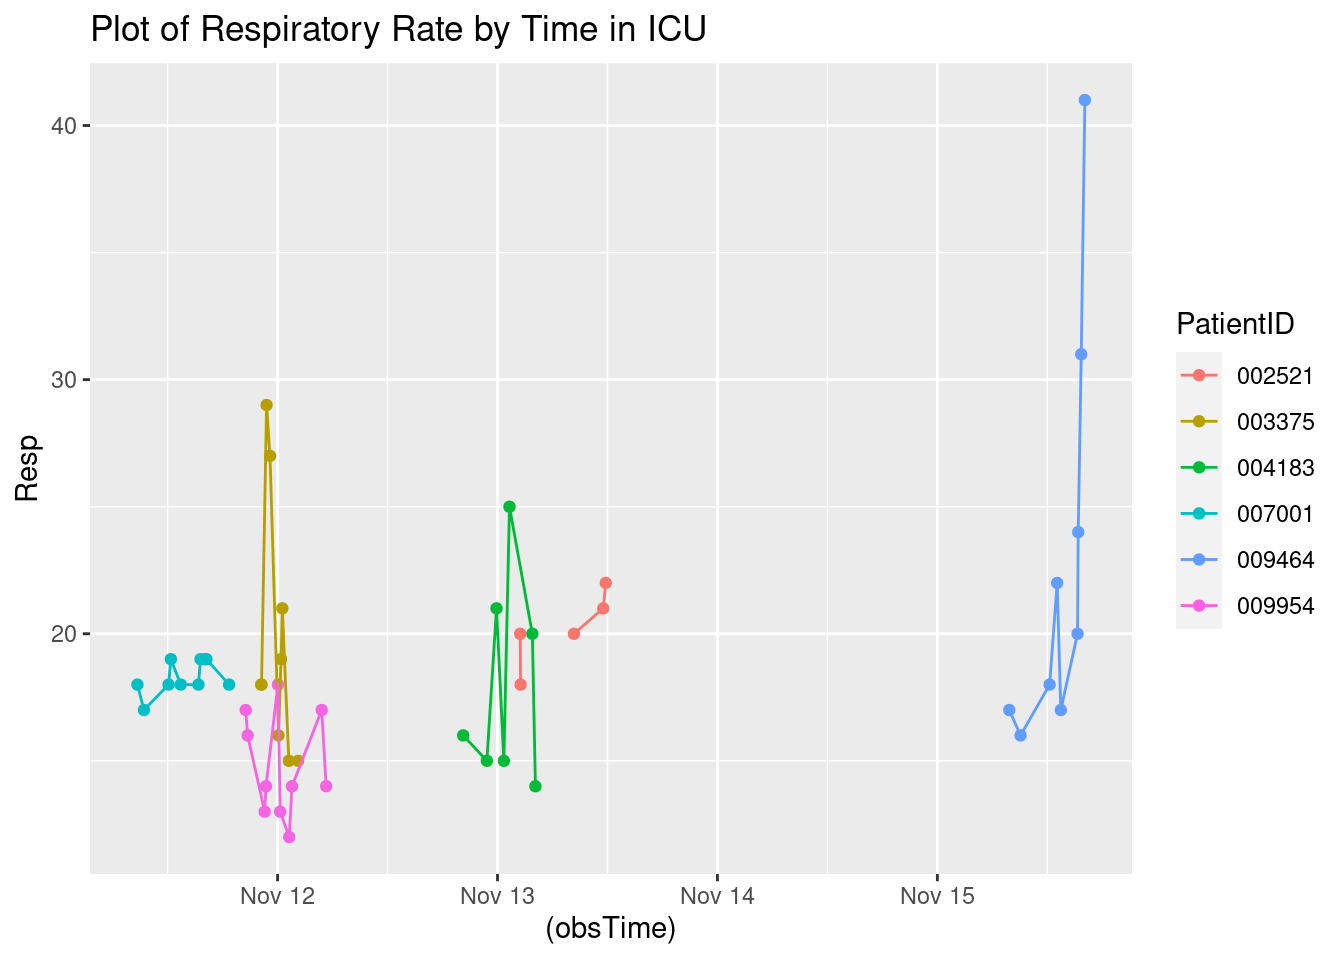 Plot of Respiratory Rate by Time in ICU
40
30
20
Resp
Nov 12
Nov 13
Nov 14
Nov 15
(obsTime)
PatientID
002521
003375
004183
007001
009464
009954